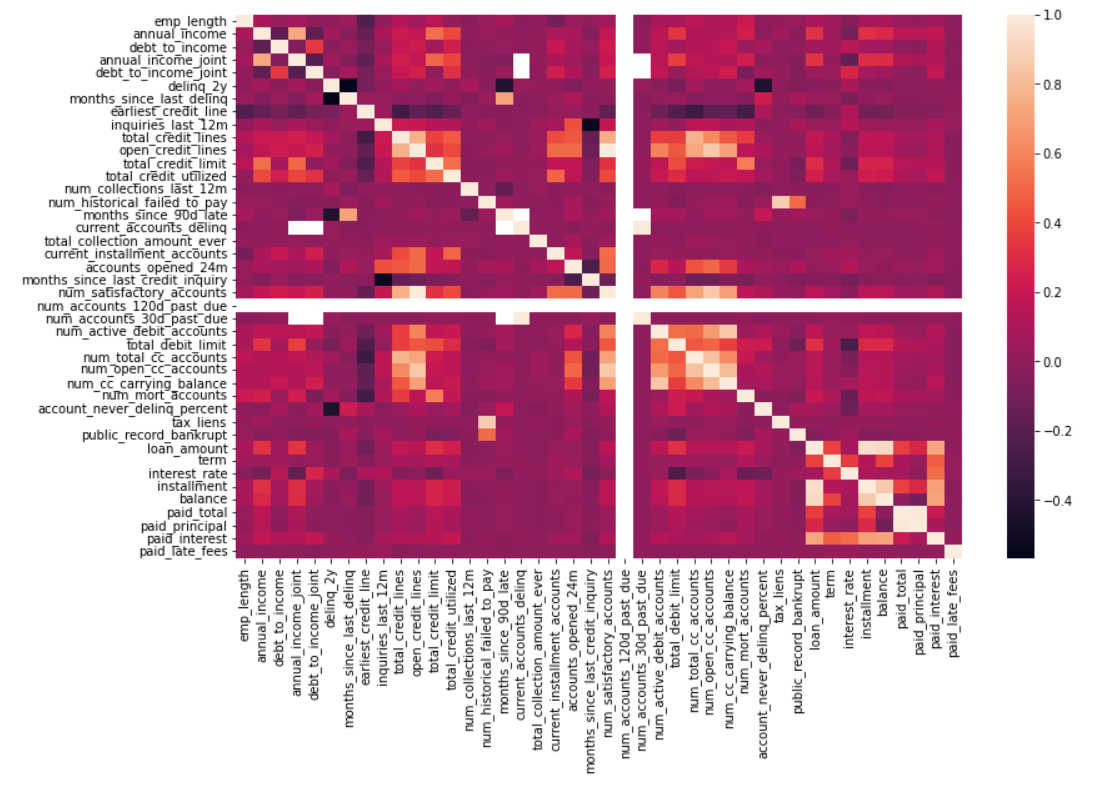 emp_length
annual_income
debt_to_income
annual_income_joint
debt_to_income_joint
delinq_2y
months_since_last_delinq
earliest_credit_line
inquiries_last_12m
total_credit_lines
open_credit_lines
total_credit_limit
total_credit_utilized
num_collections_last_12m
num_historical_failed_to_pay
months_since_90d_late
current_accounts_delinq
total_collection_amount_ever
current_installment_accounts
accounts_opened_24m
months_since_last_credit_inquiry
num_satisfactory_accounts
num_accounts_120d_past_due
num_accounts_30d_past_due
num_active_debit_accounts
total_debit_limit
num_total_cc_accounts
num_open_cc_accounts
num_cc_carrying_balance
num_mort_accounts
account_never_delinq_percent
tax_liens
public_record_bankrupt
loan_amount
term
interest_rate
installment
balance
paid_total
paid_principal
paid_interest
paid_late_fees
emp_length
annual_income
debt_to_income
annual_income_joint
debt_to_income_joint
delinq_2y
months_since_last_delinq
earliest_credit_line
inquiries_last_12m
total_credit_lines
open_credit_lines
total_credit_limit
total_credit_utilized
num_collections_last_12m
num_historical_failed_to_pay
months_since_90d_late
current_accounts_delinq
total_collection_amount_ever
current_installment_accounts
accounts_opened_24m
months_since_last_credit_inquiry
num_satisfactory_accounts
num_accounts_120d_past_due
num_accounts_30d_past_due
num_active_debit_accounts
total_debit_limit
num_total_cc_accounts
num_open_cc_accounts
num_cc_carrying_balance
num_mort_accounts
account_never_delinq_percent
tax_liens
public_record_bankrupt
loan_amount
term
interest_rate
installment
balance
paid_total
paid_principal
paid_interest
paid_late_fees
1.0
0.8
0.6
0.4
0.2
0.0
−0.2
−0.4